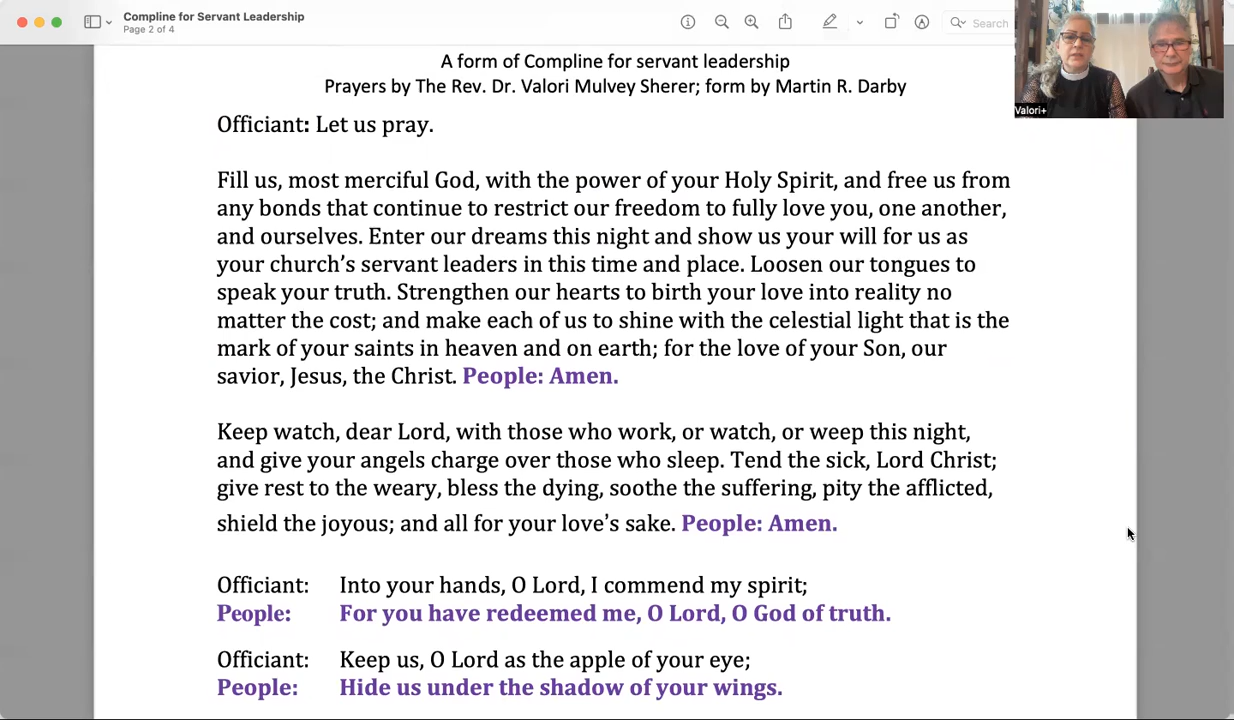 Compline for Servant Leadership
Page 2 of 4
Search
Valori+
A form of Compline for servant leadership
Prayers by The Rev. Dr. Valori Mulvey Sherer; form by Martin R. Darby
Officiant: Let us pray.
Fill us, most merciful God, with the power of your Holy Spirit, and free us from
any bonds that continue to restrict our freedom to fully love you, one another,
and ourselves. Enter our dreams this night and show us your will for us as
your church’s servant leaders in this time and place. Loosen our tongues to
speak your truth. Strengthen our hearts to birth your love into reality no
matter the cost; and make each of us to shine with the celestial light that is the
mark of your saints in heaven and on earth; for the love of your Son, our
savior, Jesus, the Christ. People: Amen.
Keep watch, dear Lord, with those who work, or watch, or weep this night,
and give your angels charge over those who sleep. Tend the sick, Lord Christ;
give rest to the weary, bless the dying, soothe the suffering, pity the afflicted,
shield the joyous; and all for your love’s sake. People: Amen.
Officiant: Into your hands, O Lord, I commend my spirit;
People: For you have redeemed me, O Lord, O God of truth.
Officiant: Keep us, O Lord as the apple of your eye;
People: Hide us under the shadow of your wings.